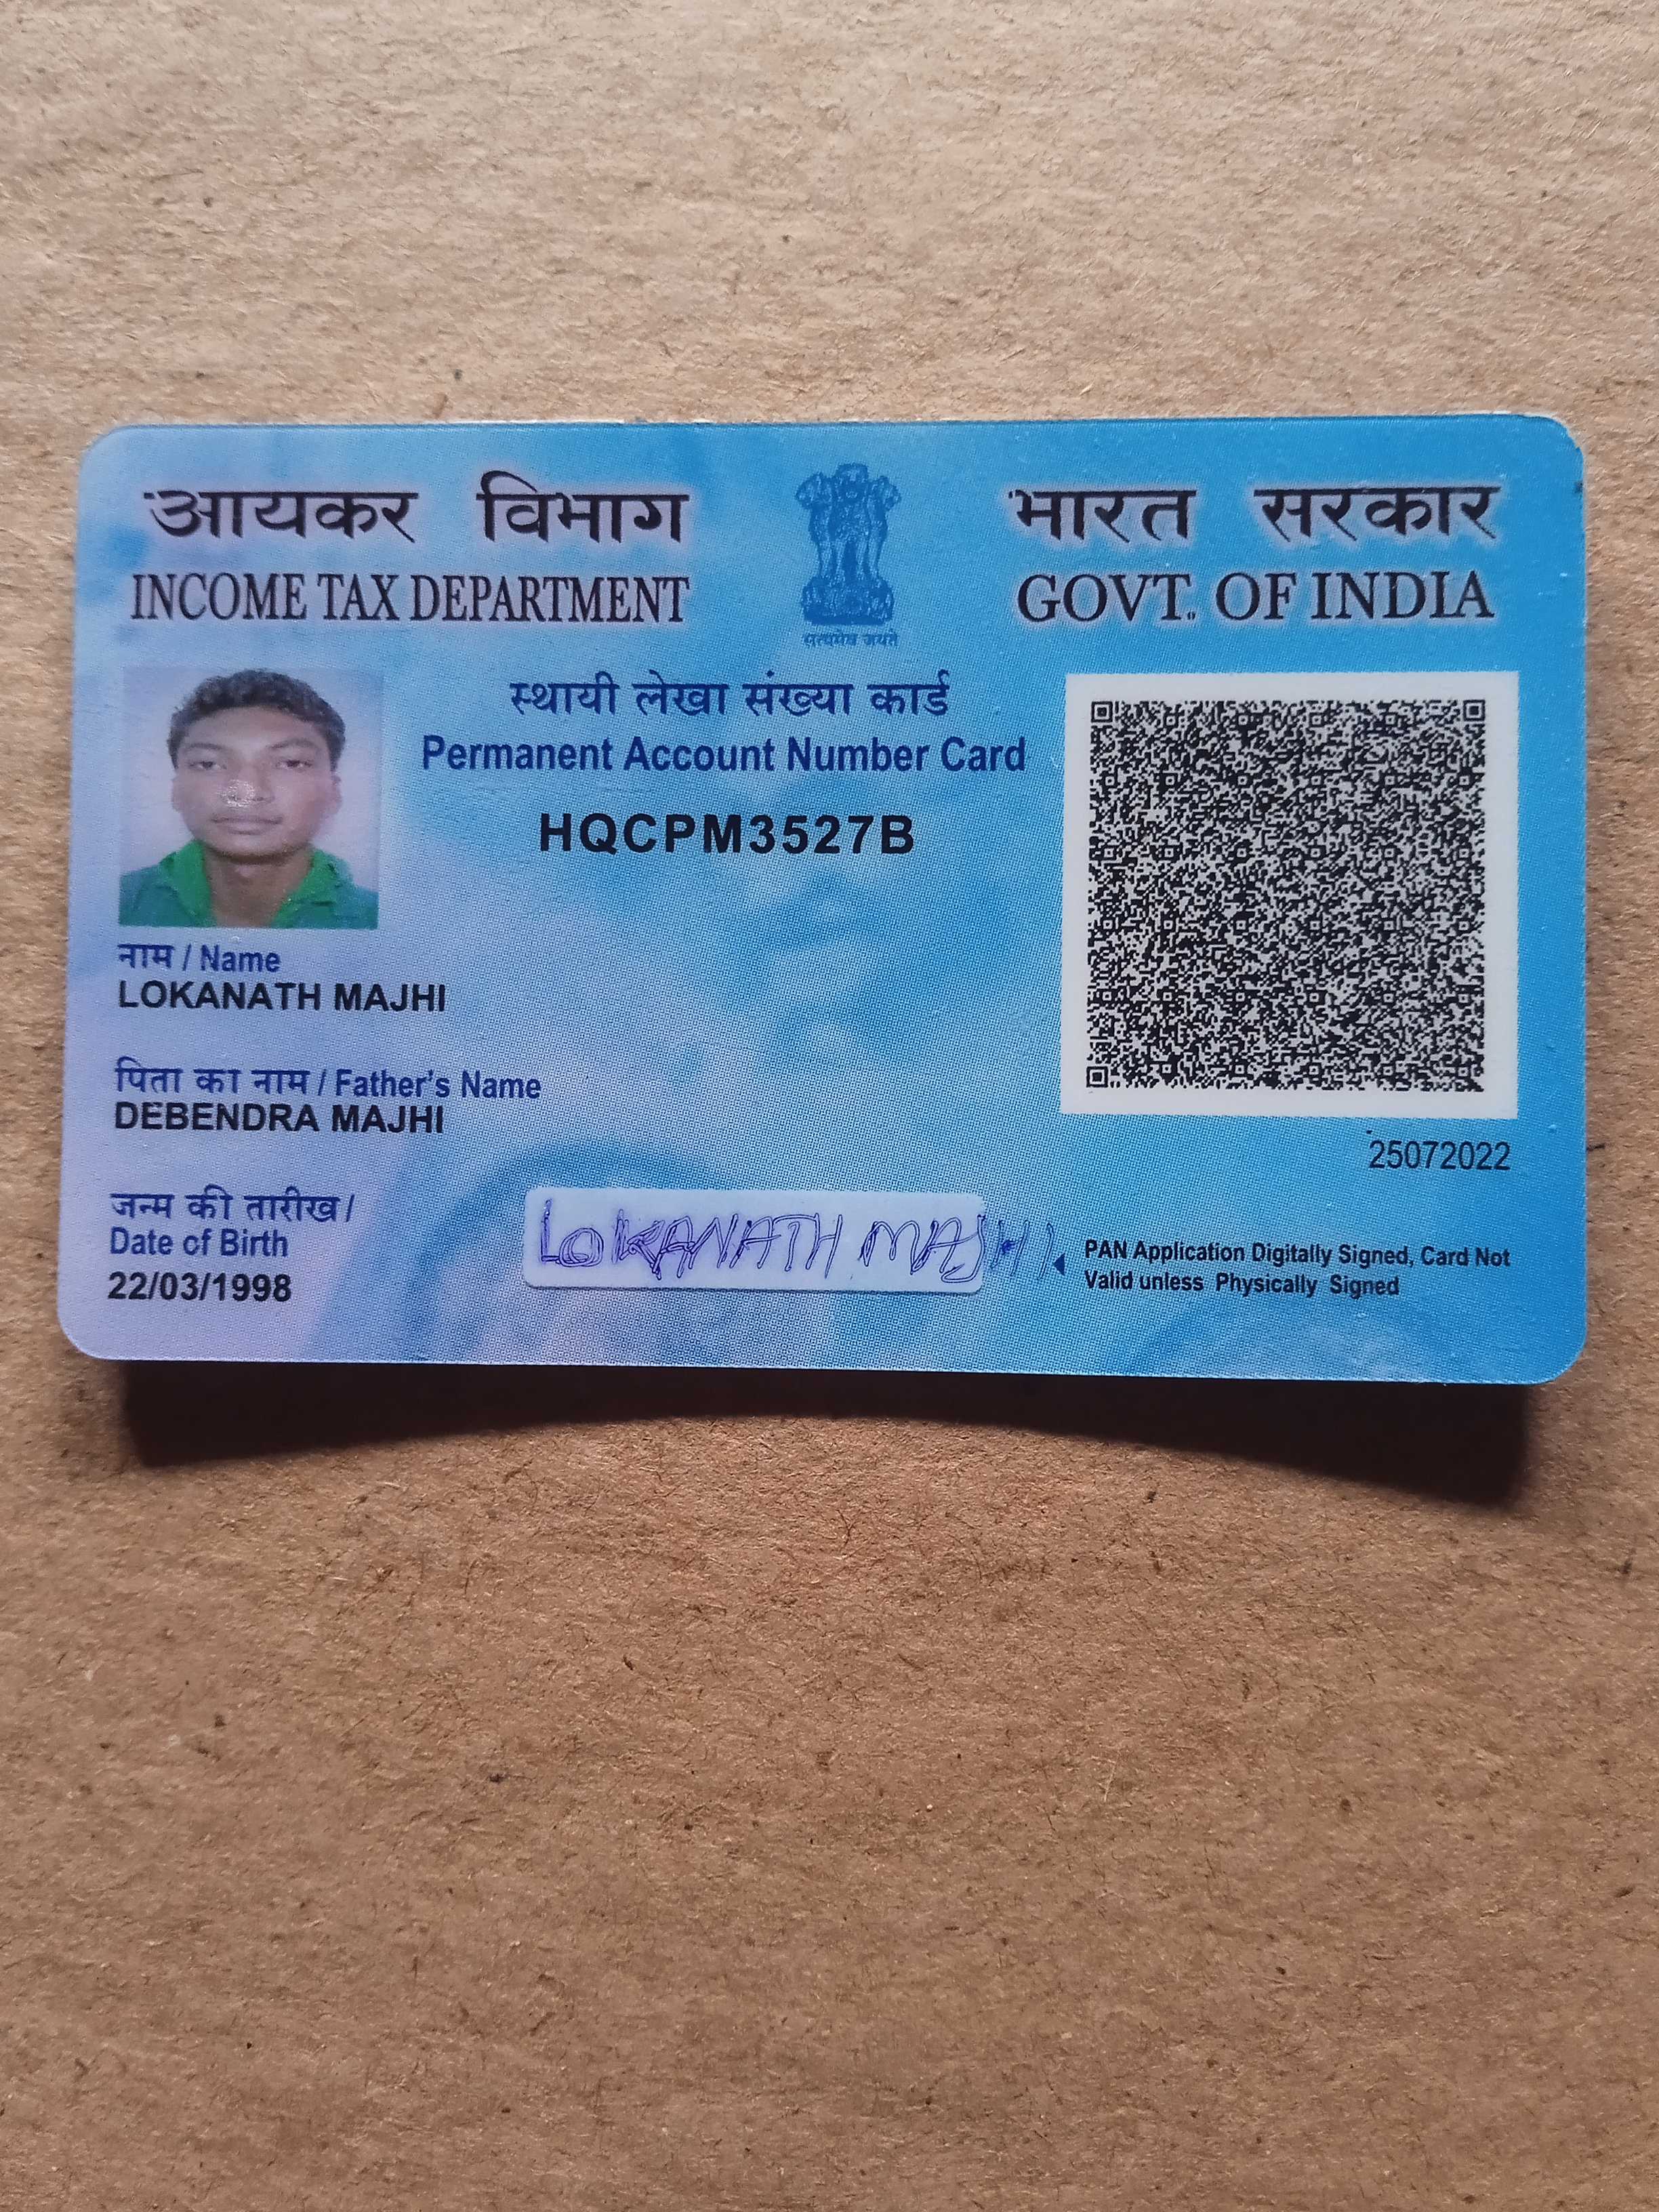 आयकर विभाग
INCOME TAX DEPARTMENT
भारत सरकार
GOVT. OF INDIA
सत्यमेव जयते
स्थायी लेखा संख्या कार्ड
Permanent Account Number Card
HQCPM3527B
नाम / Name
LOKANATH MAJHI
पिता का नाम / Father's Name
DEBENDRA MAJHI
जन्म की तारीख /
Date of Birth
22/03/1998
LOKANATH MAJHI
25072022
PAN Application Digitally Signed, Card Not
Valid unless Physically Signed